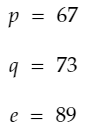 p = 67
q = 73
e = 89